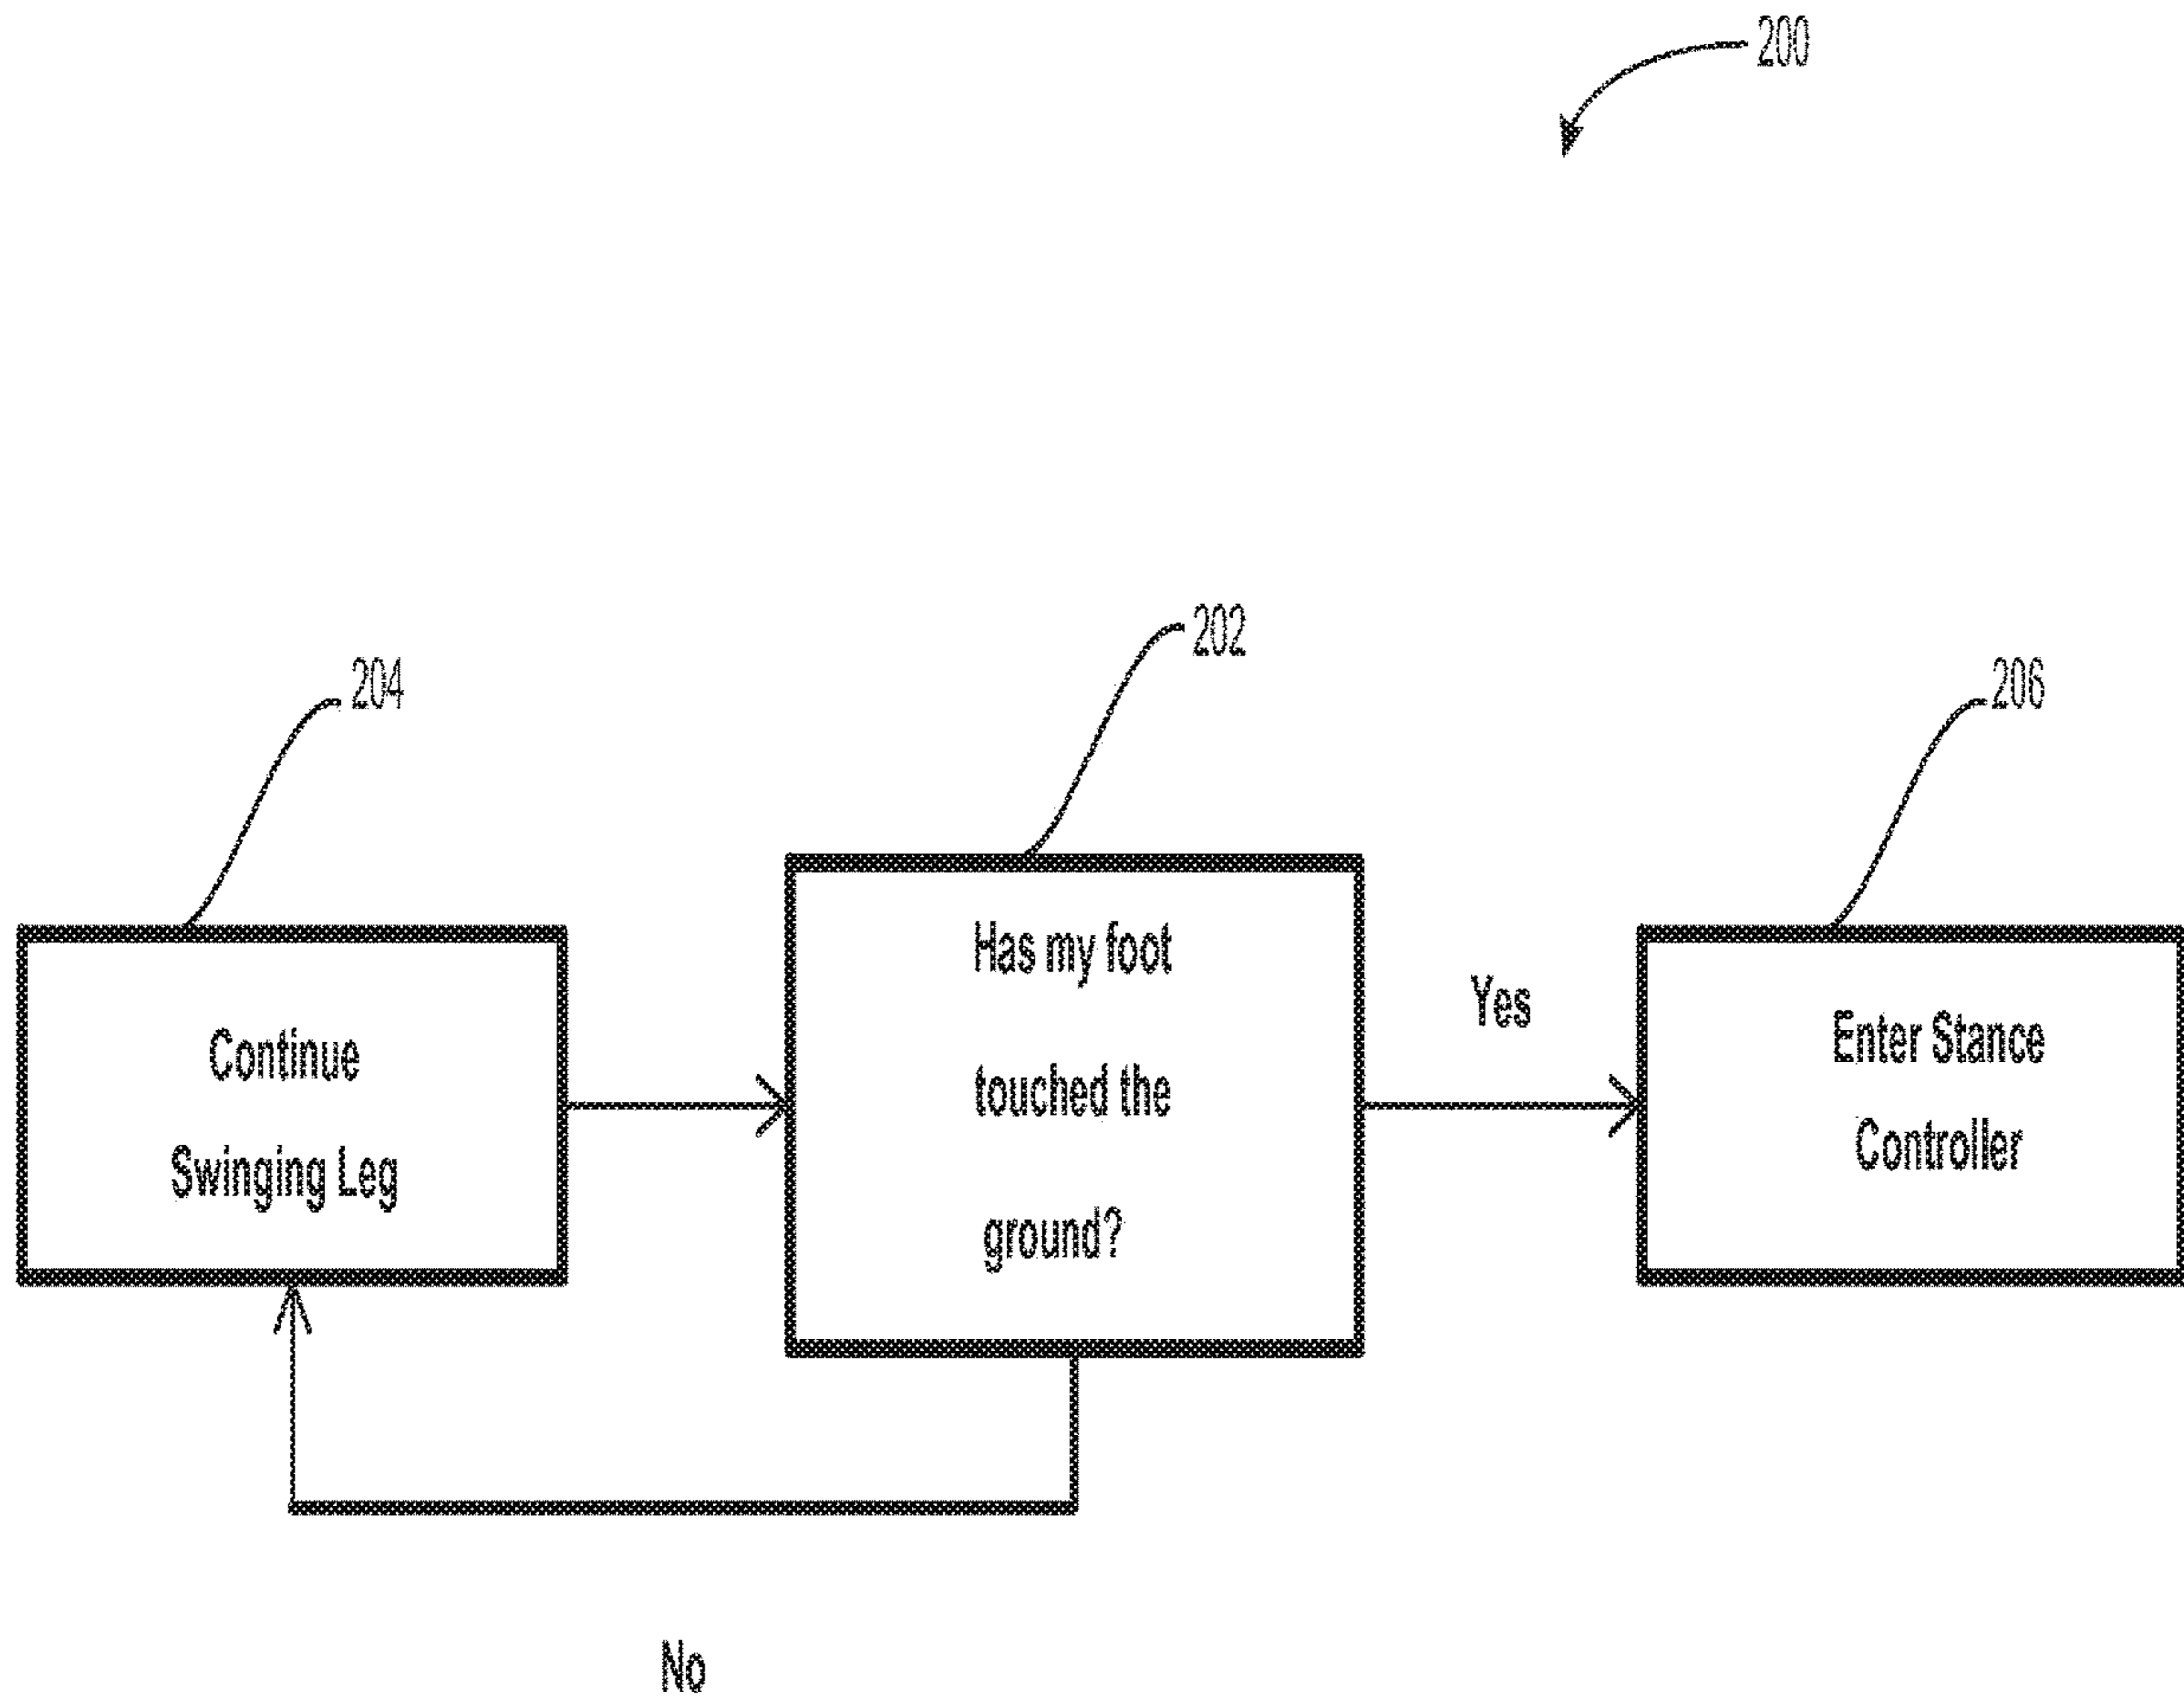 200
202
204
206
Has my foot
touched the
ground?
Yes
Continue
Swinging Leg
Enter Stance
Controller
No